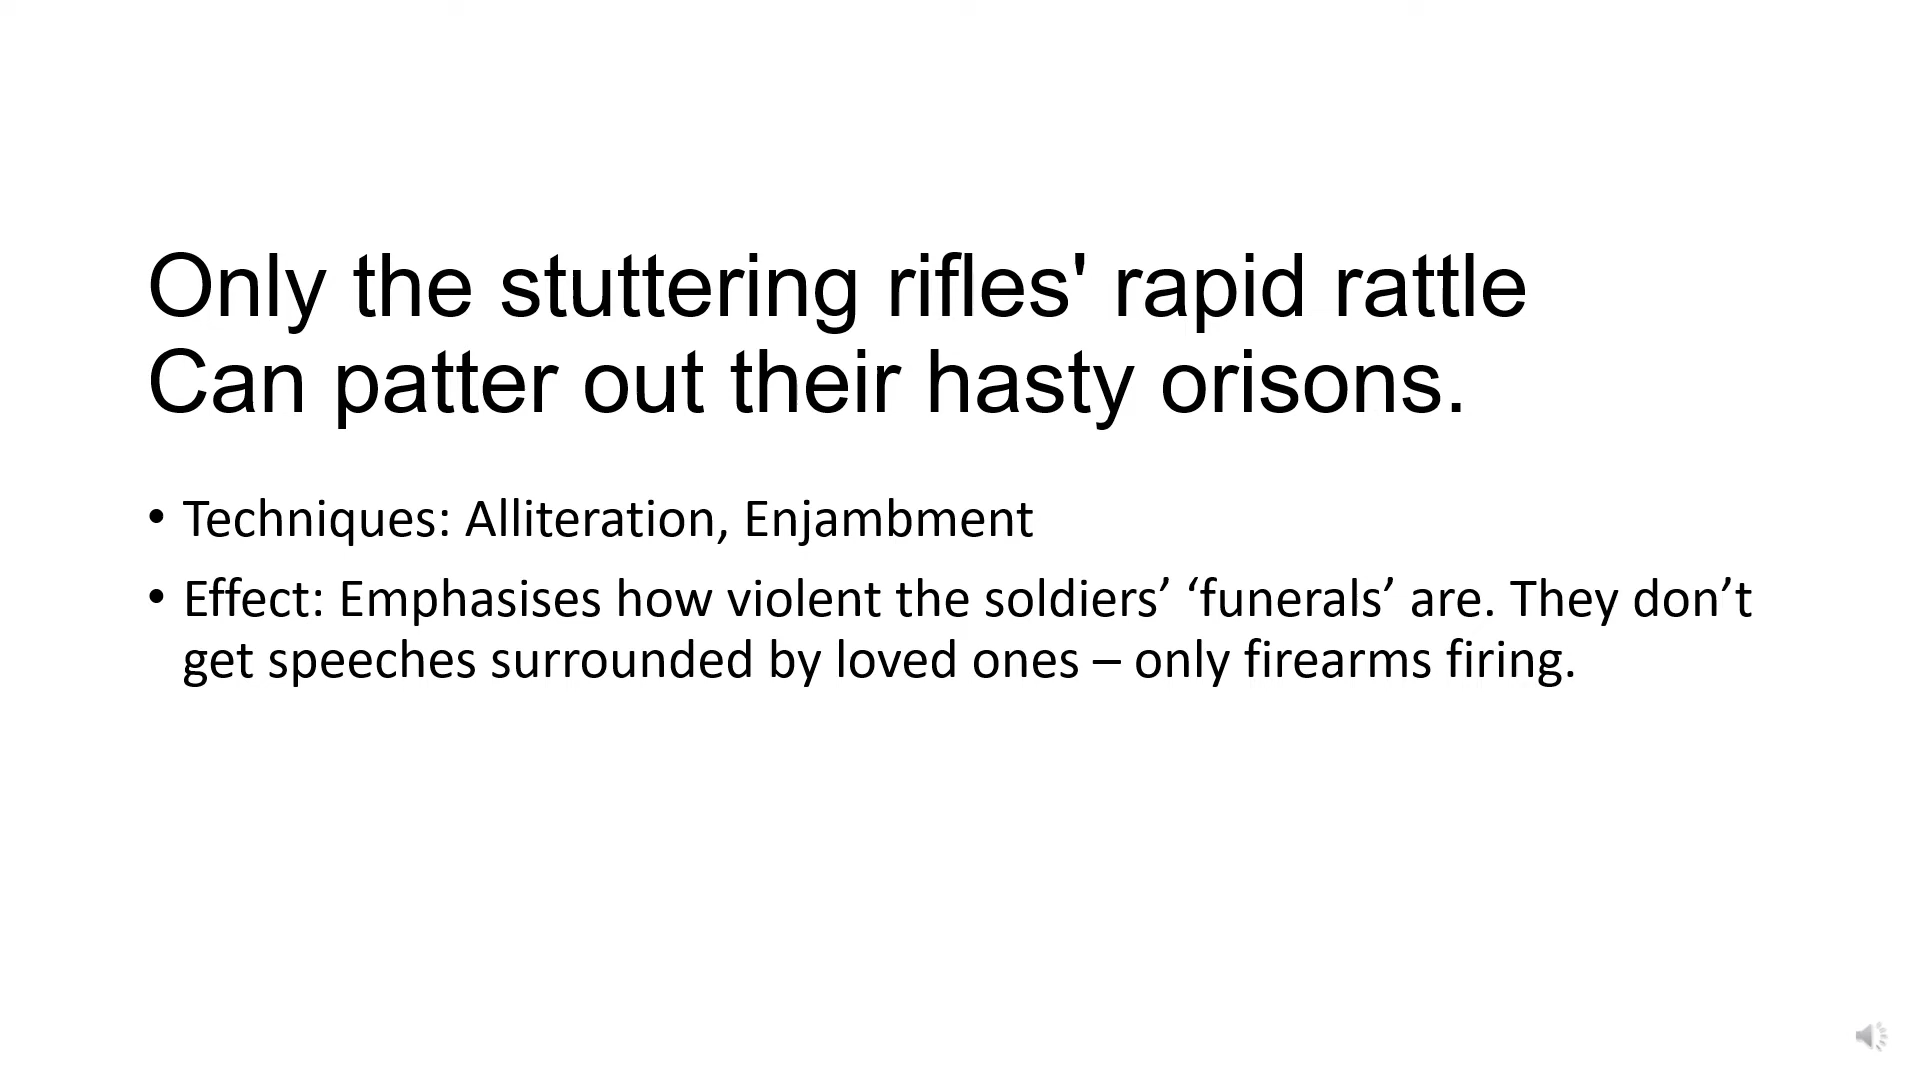 Only the stuttering rifles' rapid rattle
Can patter out their hasty orisons.
• Techniques: Alliteration, Enjambment
• Effect: Emphasises how violent the soldiers’ ‘funerals’ are. They don’t
get speeches surrounded by loved ones – only firearms firing.